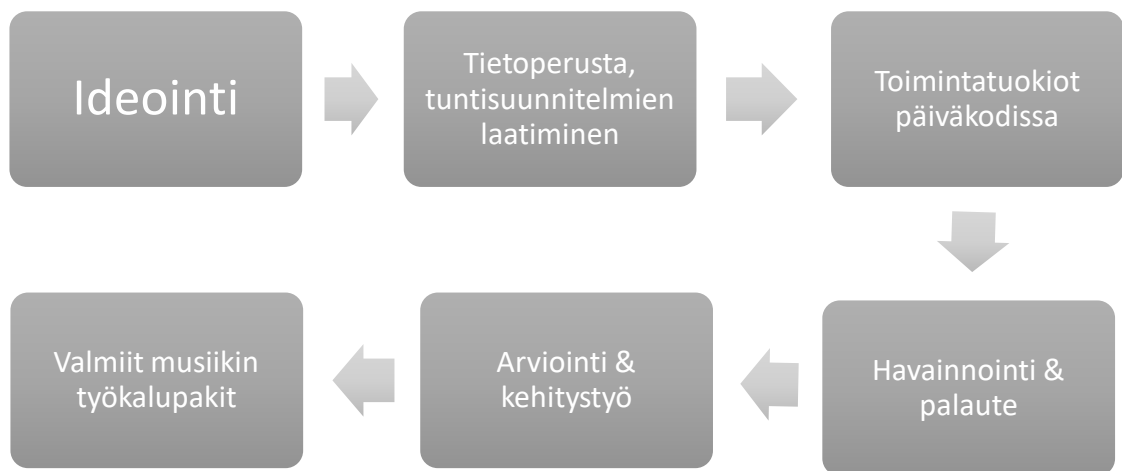 Ideointi
Tietoperusta,
tuntisuunnitelmien
laatiminen
Toimintatuokiot
päiväkodissa
Havainnointi &
palaute
Arviointi &
kehitystyö
Valmiit musiikin
työkalupakit